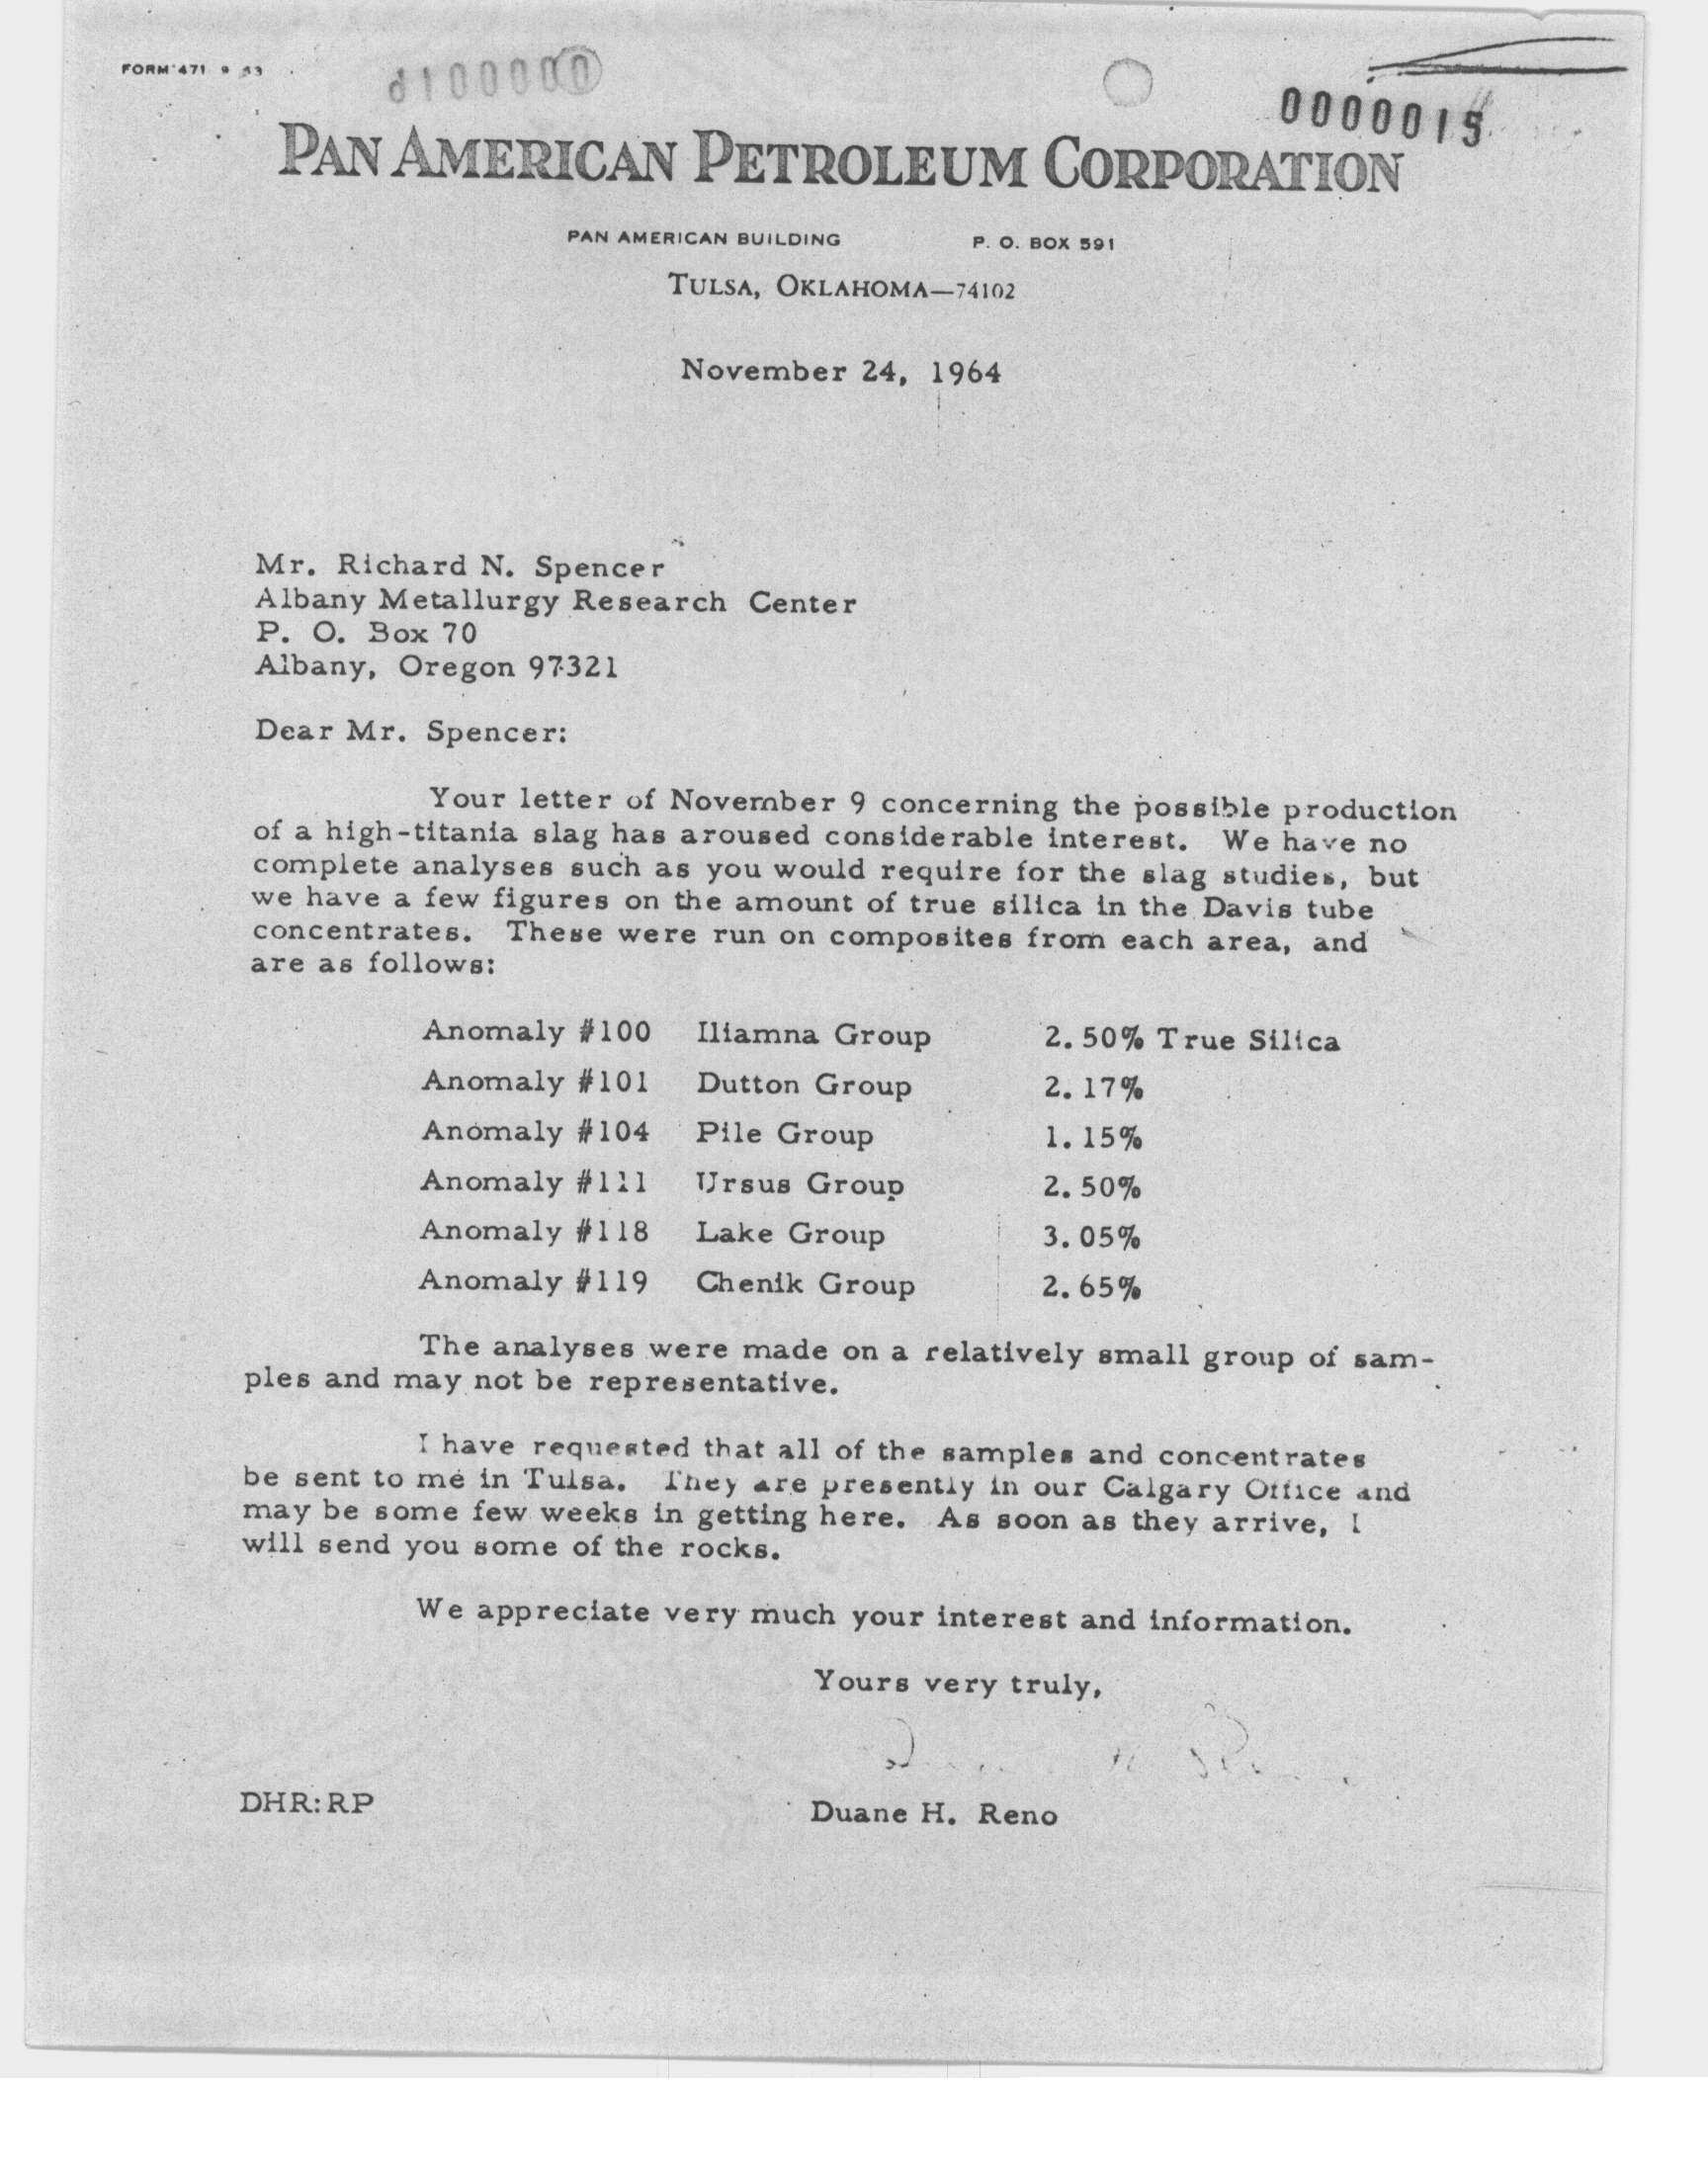 FORM 471 9
0000015
PAN AMERICAN PETROLEUM CORPORATION
PAN AMERICAN BUILDING P. O. BOX 591
TULSA, OKLAHOMA—74102
November 24, 1964
Mr. Richard N. Spencer
Albany Metallurgy Research Center
P. O. Box 70
Albany, Oregon 97321
Dear Mr. Spencer:
Your letter of November 9 concerning the possible production
of a high-titania slag has aroused considerable interest. We have no
complete analyses such as you would require for the slag studies, but
we have a few figures on the amount of true silica in the Davis tube
concentrates. These were run on composites from each area, and
are as follows:
Anomaly #100 Iliamna Group 2.50% True Silica
Anomaly #101 Dutton Group 2.17%
Anomaly #104 Pile Group 1.15%
Anomaly #111 Ursus Group 2.50%
Anomaly #118 Lake Group 3.05%
Anomaly #119 Chenik Group 2.65%
The analyses were made on a relatively small group of sam-
ples and may not be representative.
I have requested that all of the samples and concentrates
be sent to me in Tulsa. They are presently in our Calgary Office and
may be some few weeks in getting here. As soon as they arrive, I
will send you some of the rocks.
We appreciate very much your interest and information.
Yours very truly,
DHR:RP Duane H. Reno